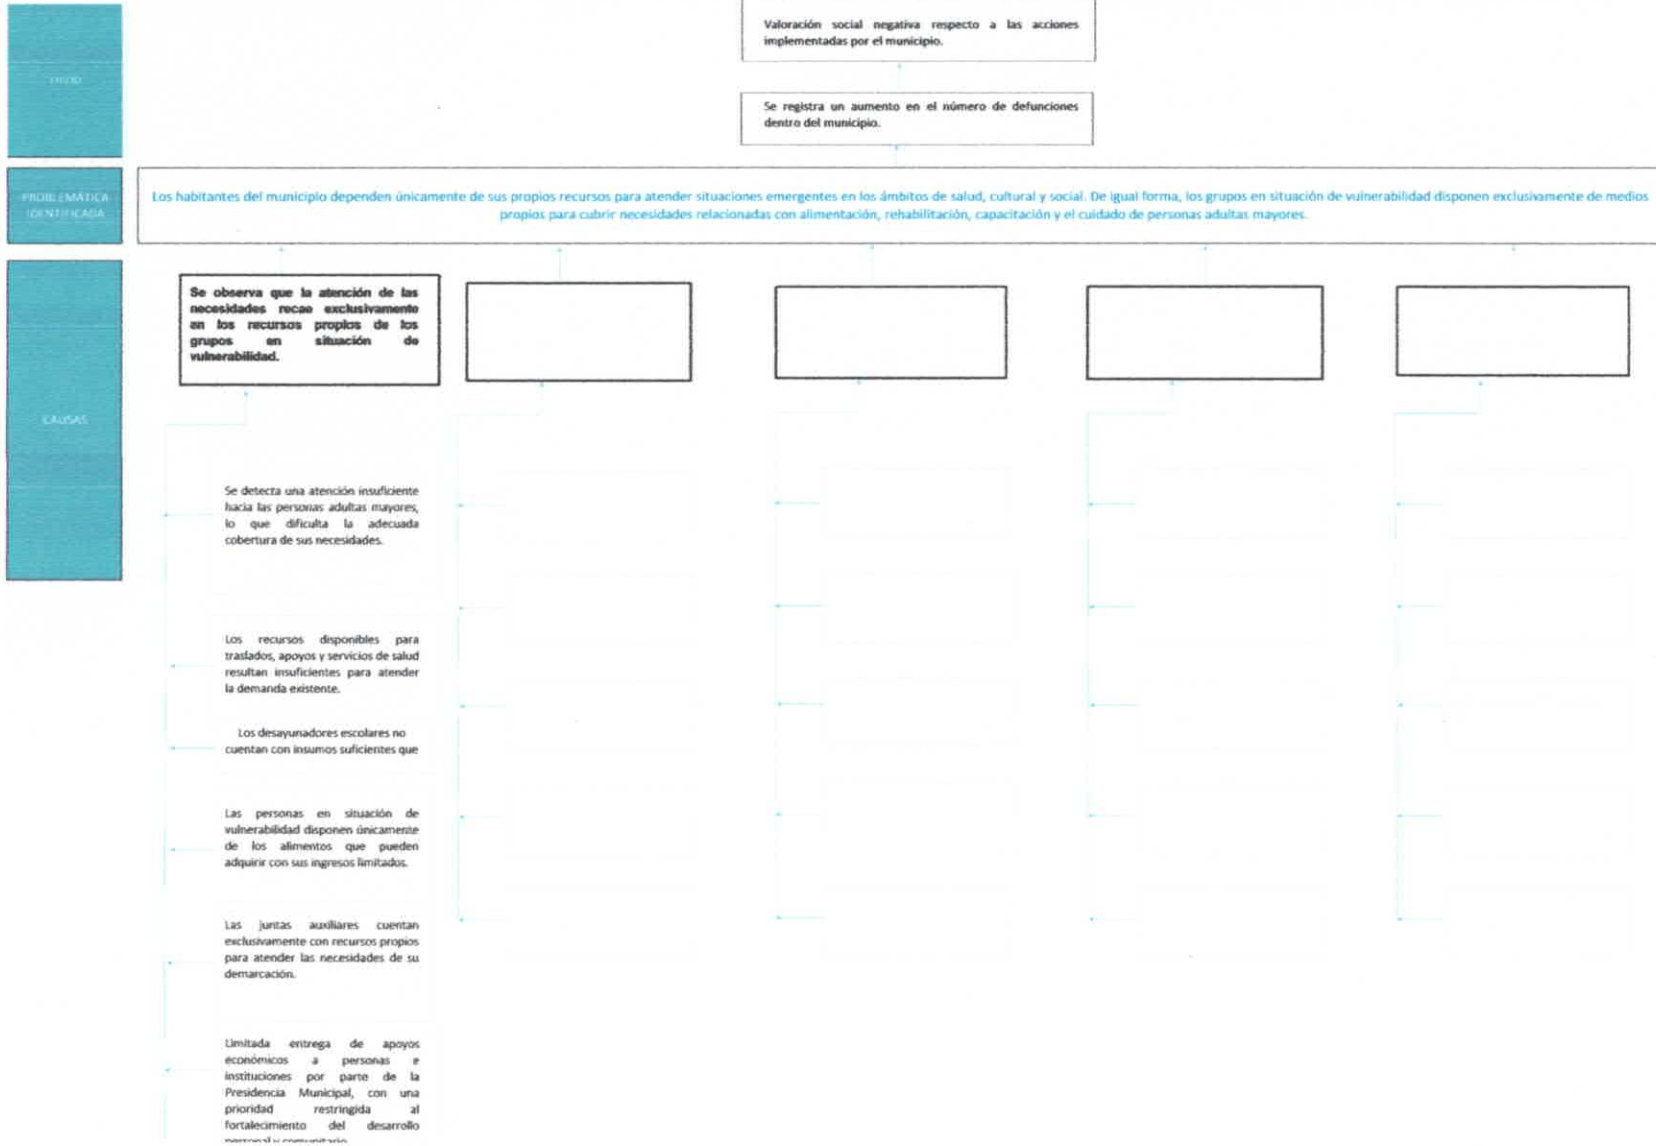 Valoración social negativa respecto a las acciones
implementadas por el municipio.
Se registra un aumento en el número de defunciones
dentro del municipio.
PROBLEMÁTICA
IDENTIFICADA
Los habitantes del municipio dependen únicamente de sus propios recursos para atender situaciones emergentes en los ámbitos de salud, cultural y social. De igual forma, los grupos en situación de vulnerabilidad disponen exclusivamente de medios
propios para cubrir necesidades relacionadas con alimentación, rehabilitación, capacitación y el cuidado de personas adultas mayores.
CAUSAS
Se observa que la atención de las
necesidades recae exclusivamente
en los recursos propios de los
grupos en situación de
vulnerabilidad.
Se detecta una atención insuficiente
hacia las personas adultas mayores,
lo que dificulta la adecuada
cobertura de sus necesidades.
Los recursos disponibles para
traslados, apoyos y servicios de salud
resultan insuficientes para atender
la demanda existente.
Los desayunadores escolares no
cuentan con insumos suficientes que
Las personas en situación de
vulnerabilidad disponen únicamente
de los alimentos que pueden
adquirir con sus ingresos limitados.
Las juntas auxiliares cuentan
exclusivamente con recursos propios
para atender las necesidades de su
demarcación.
Limitada entrega de apoyos
económicos a personas e
instituciones por parte de la
Presidencia Municipal, con una
prioridad restringida al
fortalecimiento del desarrollo
personal y comunitario